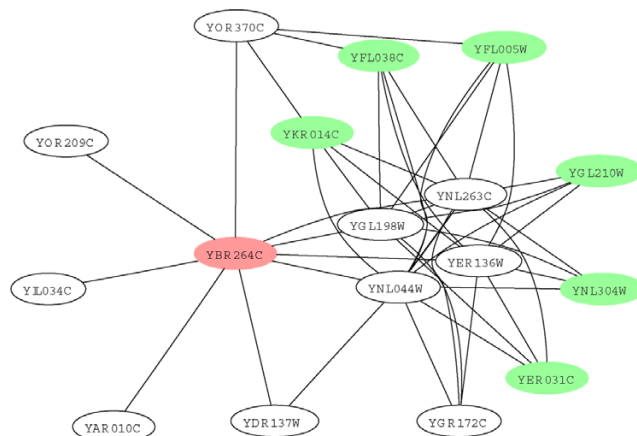 YOR370C
YFL038C
YFL005W
YKR014C
YOR209C
YGL210W
YNL263C
YGL198W
YBR264C
YER136W
YIL034C
YNL044W
YNL304W
YER031C
YAR010C
YDR137W
YGR172C